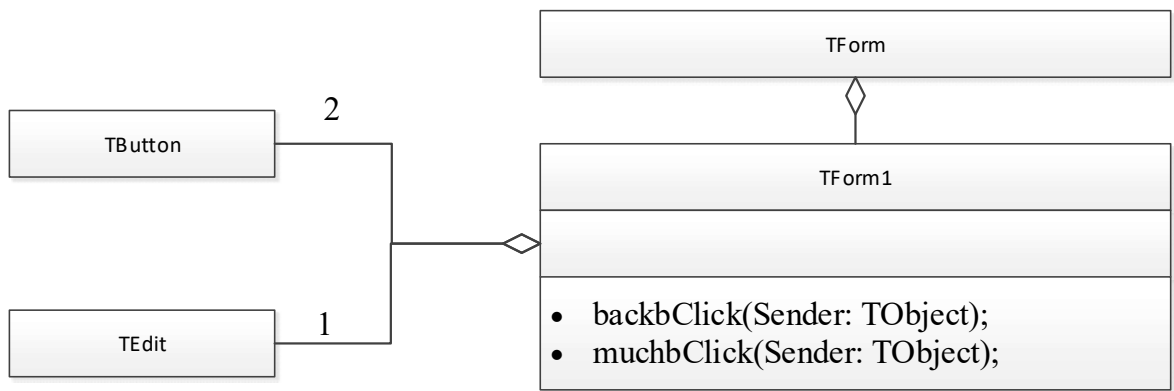 TForm
TButton
2
TForm1
TEdit
1
• backbClick(Sender: TObject);
• muchbClick(Sender: TObject);